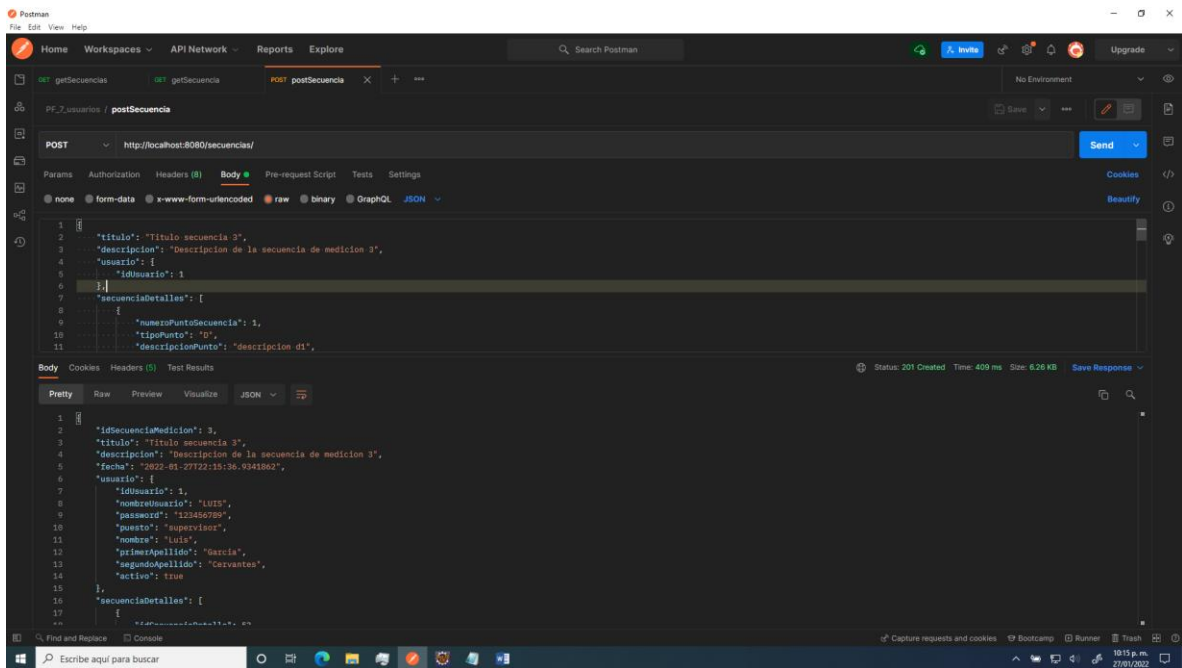 Postman
File Edit View Help
Home Workspaces API Network Reports Explore Search Postman Invite Upgrade
GET getSecuencias GET getSecuencia POST postSecuencia No Environment
PF_7_usuarios / postSecuencia Save
POST http://localhost:8080/secuencias/ Send
Params Authorization Headers (8) Body Pre-request Script Tests Settings Cookies
none form-data x-www-form-urlencoded raw binary GraphQL JSON Beautify
1 {
2 "titulo": "Titulo secuencia 3",
3 "descripcion": "Descripcion de la secuencia de medicion 3",
4 "usuario": {
5 "idUsuario": 1
6 },
7 "secuenciaDetalles": [
8 {
9 "numeroPuntoSecuencia": 1,
10 "tipoPunto": "D",
11 "descripcionPunto": "descripcion d1",
Body Cookies Headers (5) Test Results Status: 201 Created Time: 409 ms Size: 6.26 KB Save Response
Pretty Raw Preview Visualize JSON
1 {
2 "idSecuenciaMedicion": 3,
3 "titulo": "Titulo secuencia 3",
4 "descripcion": "Descripcion de la secuencia de medicion 3",
5 "fecha": "2022-01-27T22:15:36.9341862",
6 "usuario": {
7 "idUsuario": 1,
8 "nombreUsuario": "LUIS",
9 "password": "123456789",
10 "puesto": "supervisor",
11 "nombre": "Luis",
12 "primerApellido": "Garcia",
13 "segundoApellido": "Cervantes",
14 "activo": true
15 },
16 "secuenciaDetalles": [
17 {
Find and Replace Console Capture requests and cookies Bootcamp Runner Trash
Escribe aquí para buscar 10:15 p. m.
27/01/2022